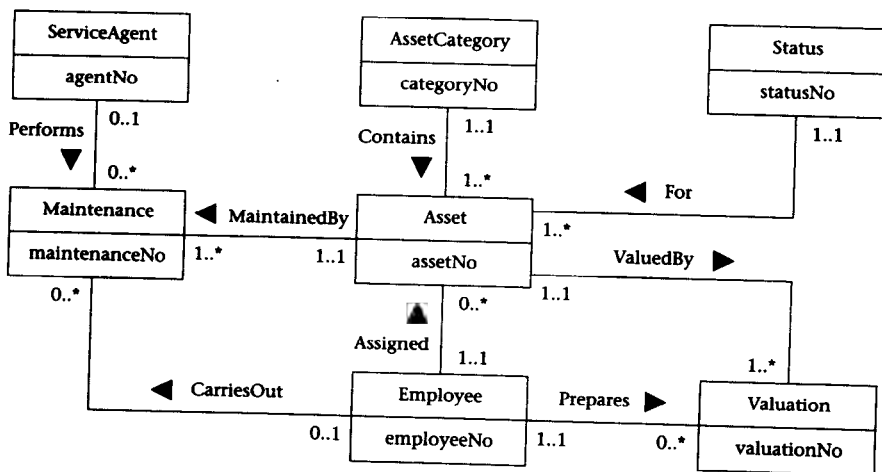 ServiceAgent
agentNo
AssetCategory
categoryNo
Status
statusNo
0..1
Performs
0..*
1..1
Contains
1..*
1..1
For
Maintenance
maintenanceNo
MaintainedBy
1..*
1..1
Asset
assetNo
1..*
ValuedBy
1..1
0..*
0..*
Assigned
1..1
1..*
CarriesOut
0..1
Employee
employeeNo
Prepares
1..1
0..*
Valuation
valuationNo